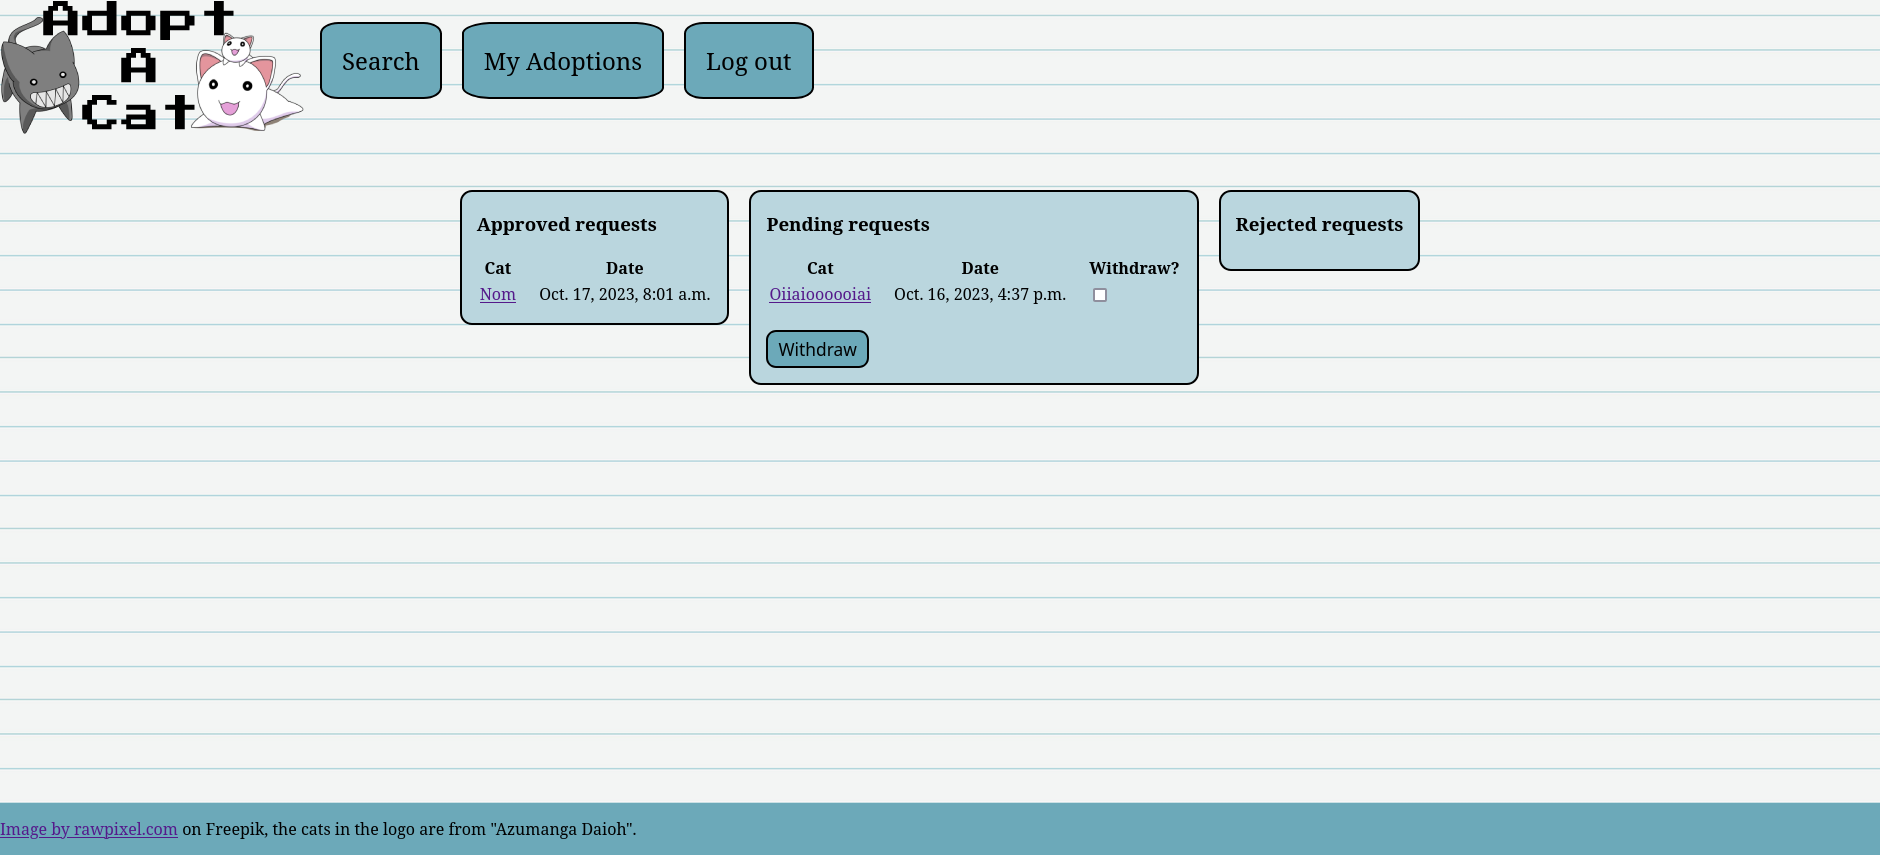 Adopt
A
Cat
Search
My Adoptions
Log out
Approved requests
Cat Date
Nom Oct. 17, 2023, 8:01 a.m.
Pending requests
Cat Date Withdraw?
Oiiaioooooiai Oct. 16, 2023, 4:37 p.m.
Withdraw
Rejected requests
Image by rawpixel.com on Freepik, the cats in the logo are from "Azumanga Daioh".